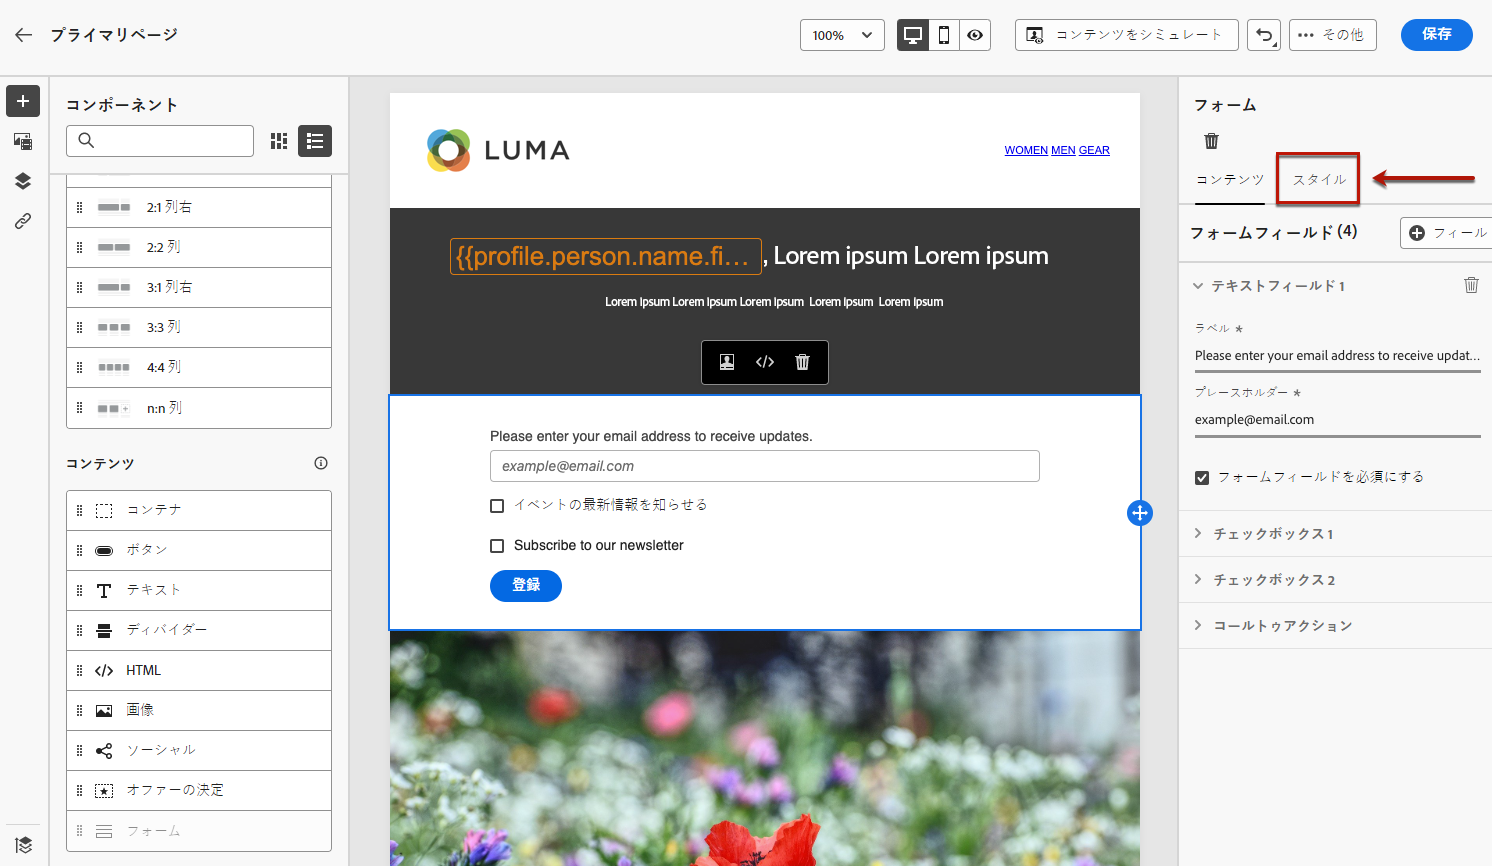 プライマリページ
100%
コンテンツをシミュレート
その他
保存
コンポーネント
2:1 列右
2:2 列
3:1 列右
3:3 列
4:4 列
n:n 列
コンテンツ
コンテナ
ボタン
テキスト
ディバイダー
HTML
画像
ソーシャル
オファーの決定
フォーム
LUMA
WOMEN MEN GEAR
{{profile.person.name.fi... , Lorem ipsum Lorem ipsum
Lorem Ipsum Lorem Ipsum Lorem Ipsum Lorem Ipsum Lorem Ipsum
Please enter your email address to receive updates.
example@email.com
イベントの最新情報を知らせる
Subscribe to our newsletter
登録
フォーム
コンテンツ
スタイル
フォームフィールド (4)
フィール
テキストフィールド 1
ラベル *
Please enter your email address to receive updat...
プレースホルダー *
example@email.com
フォームフィールドを必須にする
チェックボックス 1
チェックボックス 2
コールトゥアクション